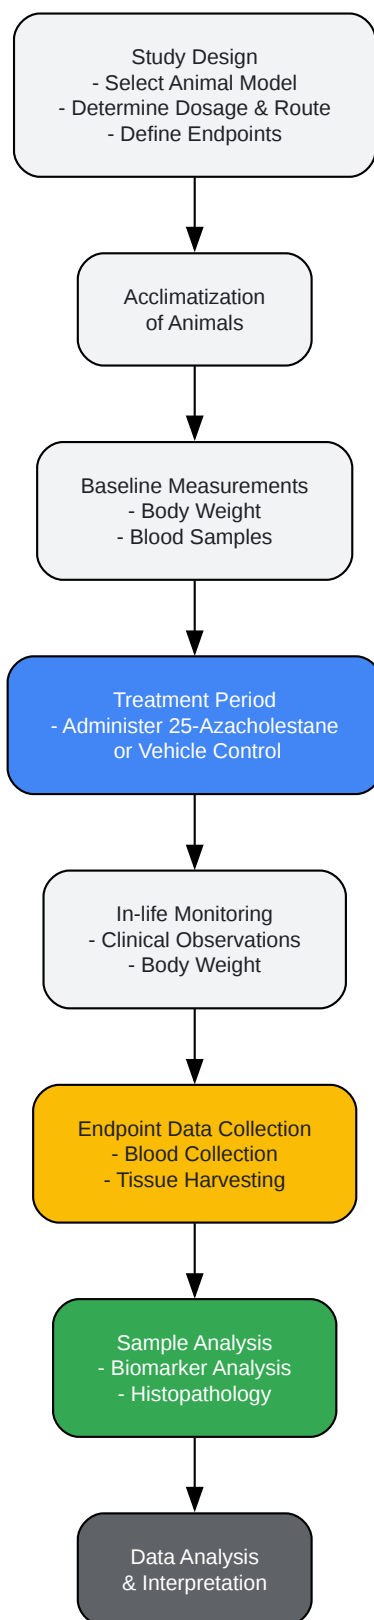 Study Design
- Select Animal Model
- Determine Dosage & Route
- Define Endpoints
Acclimatization
of Animals
Baseline Measurements
- Body Weight
- Blood Samples
Treatment Period
- Administer 25-Azacholestane
or Vehicle Control
In-life Monitoring
- Clinical Observations
- Body Weight
Endpoint Data Collection
- Blood Collection
- Tissue Harvesting
Sample Analysis
- Biomarker Analysis
- Histopathology
Data Analysis
& Interpretation